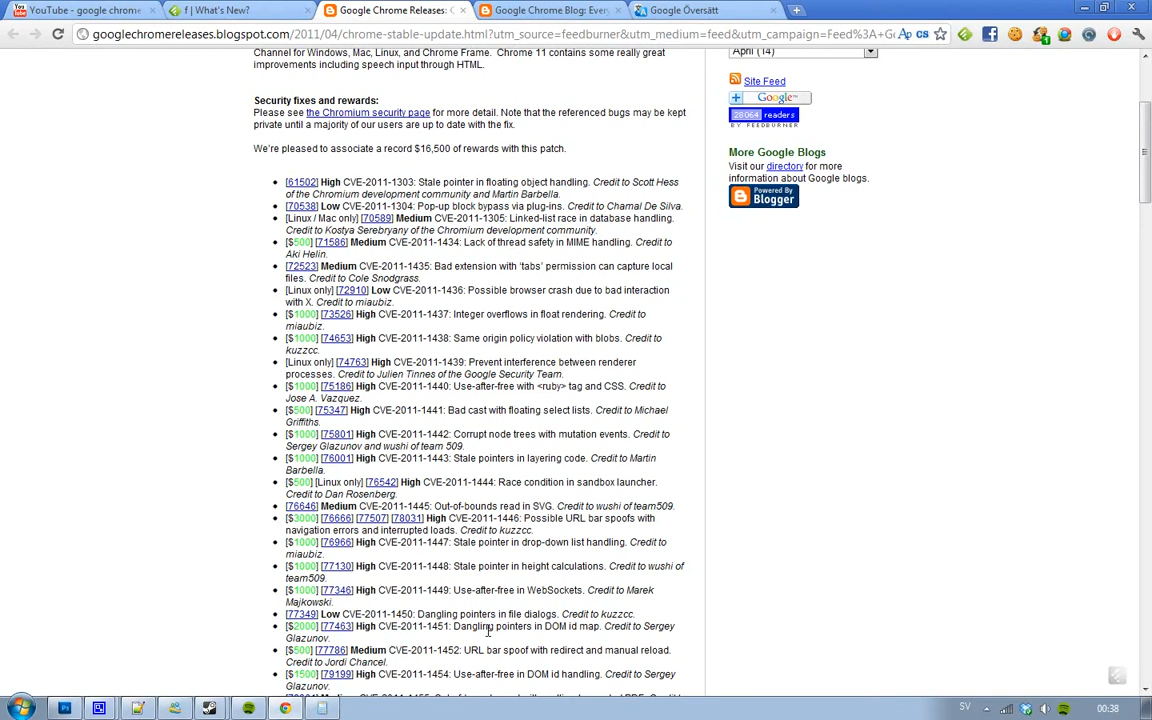 YouTube - google chrome
f | What's New?
Google Chrome Releases: C
Google Chrome Blog: Every
Google Översätt
googlechromereleases.blogspot.com/2011/04/chrome-stable-update.html?utm_source=feedburner&utm_medium=feed&utm_campaign=Feed%3A+Go
Channel for Windows, Mac, Linux, and Chrome Frame. Chrome 11 contains some really great
improvements including speech input through HTML.
Security fixes and rewards:
Please see the Chromium security page for more detail. Note that the referenced bugs may be kept
private until a majority of our users are up to date with the fix.
We're pleased to associate a record $16,500 of rewards with this patch.
[61502] High CVE-2011-1303: Stale pointer in floating object handling. Credit to Scott Hess
of the Chromium development community and Martin Barbella.
[70538] Low CVE-2011-1304: Pop-up block bypass via plug-ins. Credit to Chamal De Silva.
[Linux / Mac only] [70589] Medium CVE-2011-1305: Linked-list race in database handling.
Credit to Kostya Serebryany of the Chromium development community.
[$500] [71586] Medium CVE-2011-1434: Lack of thread safety in MIME handling. Credit to
Aki Helin.
[72523] Medium CVE-2011-1435: Bad extension with 'tabs' permission can capture local
files. Credit to Cole Snodgrass.
[Linux only] [72910] Low CVE-2011-1436: Possible browser crash due to bad interaction
with X. Credit to miaubiz.
[$1000] [73526] High CVE-2011-1437: Integer overflows in float rendering. Credit to
miaubiz.
[$1000] [74653] High CVE-2011-1438: Same origin policy violation with blobs. Credit to
kuzzcc.
[Linux only] [74763] High CVE-2011-1439: Prevent interference between renderer
processes. Credit to Julien Tinnes of the Google Security Team.
[$1000] [75186] High CVE-2011-1440: Use-after-free with <ruby> tag and CSS. Credit to
Jose A. Vazquez.
[$500] [75347] High CVE-2011-1441: Bad cast with floating select lists. Credit to Michael
Griffiths.
[$1000] [75801] High CVE-2011-1442: Corrupt node trees with mutation events. Credit to
Sergey Glazunov and wushi of team 509.
[$1000] [76001] High CVE-2011-1443: Stale pointers in layering code. Credit to Martin
Barbella.
[$500] [Linux only] [76542] High CVE-2011-1444: Race condition in sandbox launcher.
Credit to Dan Rosenberg.
[76646] Medium CVE-2011-1445: Out-of-bounds read in SVG. Credit to wushi of team509.
[$3000] [76666] [77507] [78031] High CVE-2011-1446: Possible URL bar spoofs with
navigation errors and interrupted loads. Credit to kuzzcc.
[$1000] [76966] High CVE-2011-1447: Stale pointer in drop-down list handling. Credit to
miaubiz.
[$1000] [77130] High CVE-2011-1448: Stale pointer in height calculations. Credit to wushi of
team509.
[$1000] [77346] High CVE-2011-1449: Use-after-free in WebSockets. Credit to Marek
Majkowski.
[77349] Low CVE-2011-1450: Dangling pointers in file dialogs. Credit to kuzzcc.
[$2000] [77463] High CVE-2011-1451: Dangling pointers in DOM id map. Credit to Sergey
Glazunov.
[$500] [77786] Medium CVE-2011-1452: URL bar spoof with redirect and manual reload.
Credit to Jordi Chancel.
[$1500] [79199] High CVE-2011-1454: Use-after-free in DOM id handling. Credit to Sergey
Glazunov.
April (14)
Site Feed
Google
28064 readers
BY FEEDBURNER
More Google Blogs
Visit our directory for more
information about Google blogs.
Powered By
Blogger
SV
00:38